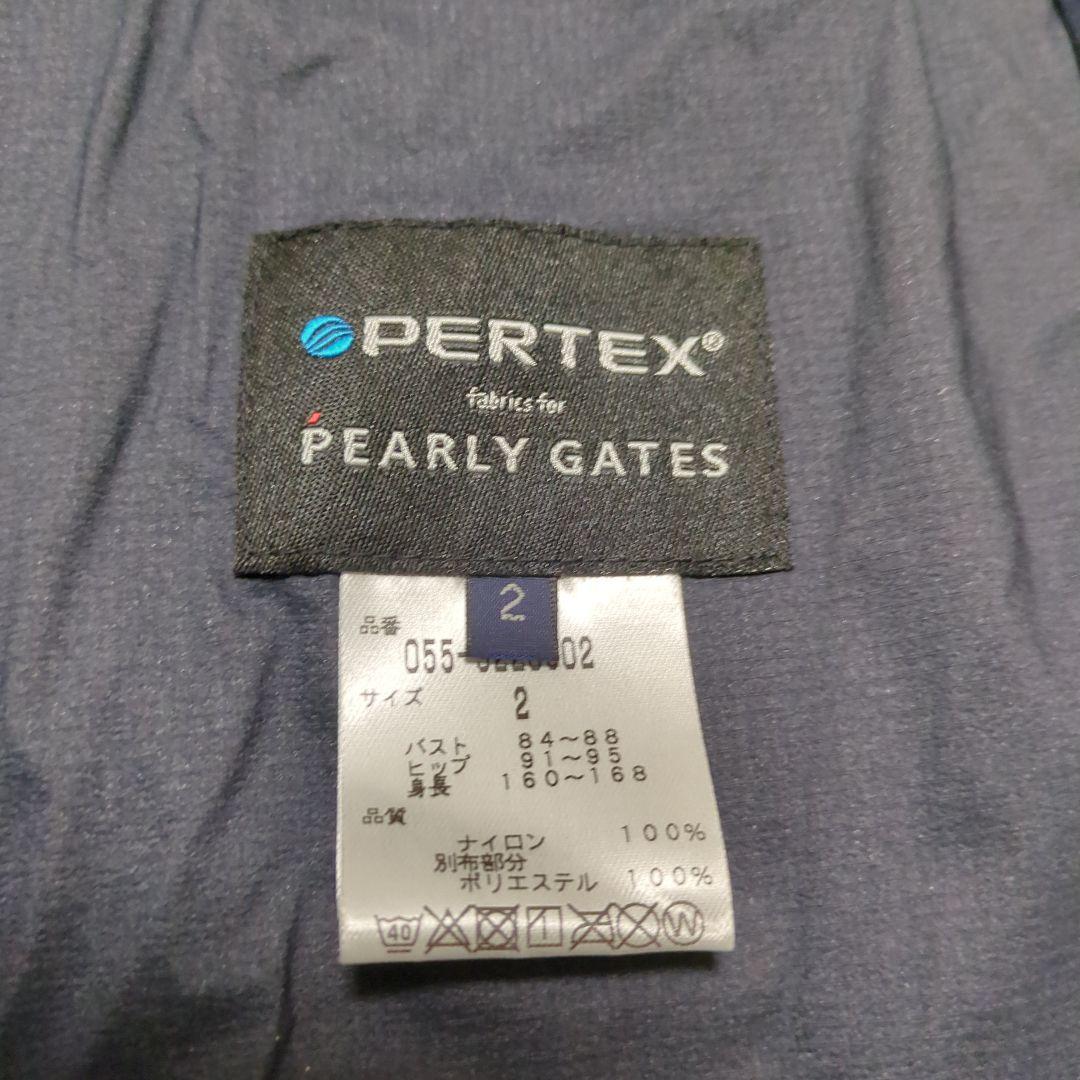 PERTEX®
fabrics for
PEARLY GATES
2
品番
サイズ
2
バスト 84~88
ヒップ 91~95
身長 160~168
品質
ナイロン 100%
別布部分
ポリエステル 100%
40
W